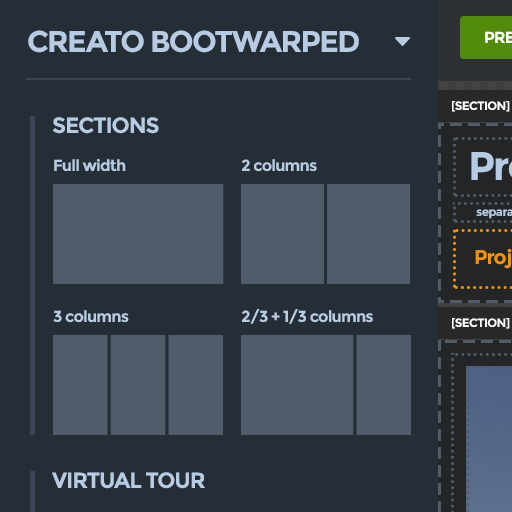 CREATO BOOTWARPED
SECTIONS
Full width
2 columns
3 columns
2/3 + 1/3 columns
VIRTUAL TOUR
PRE
[SECTION]
Pr
separa
Proj
[SECTION]